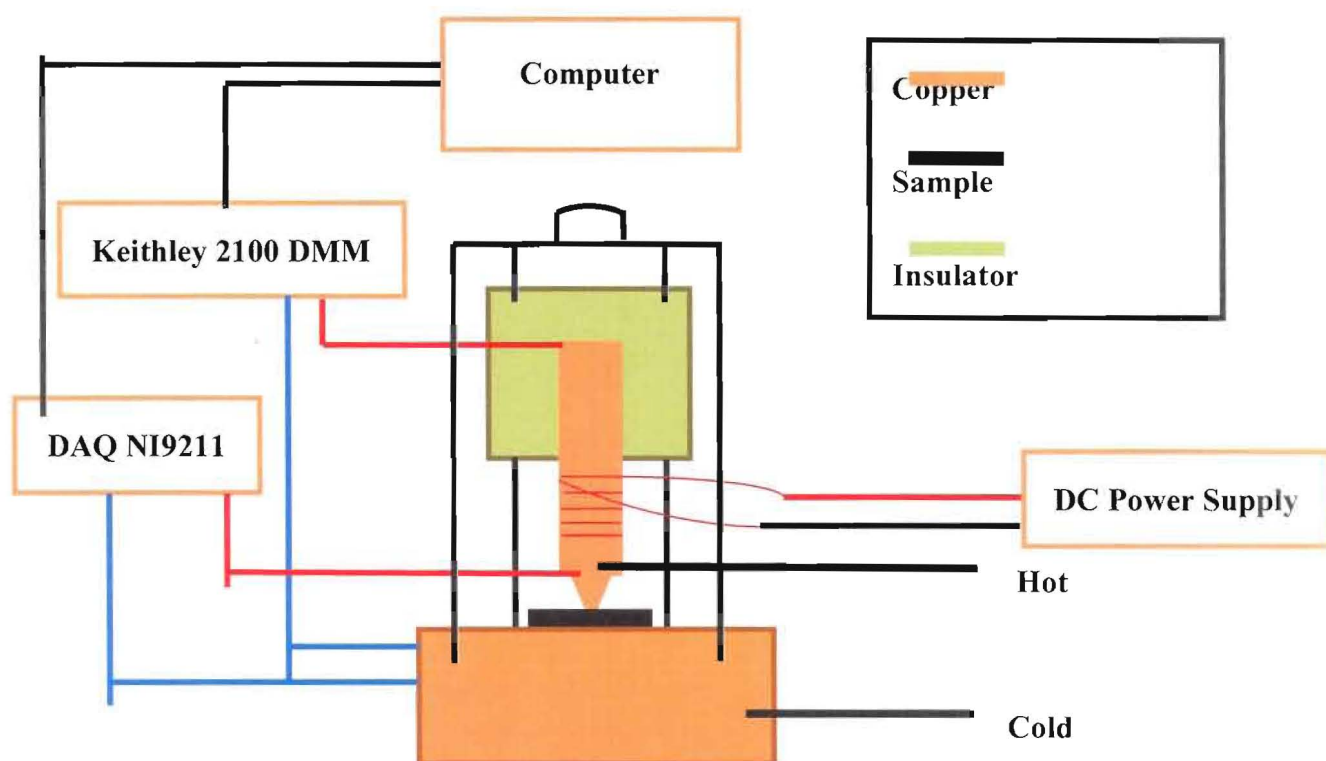 Computer
Copper
Sample
Insulator
Keithley 2100 DMM
DAQ NI9211
DC Power Supply
Hot
Cold